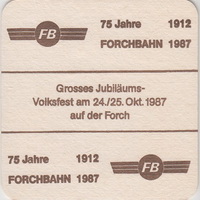 FB
75 Jahre 1912
FORCHBAHN 1987
Grosses Jubiläums-
Volksfest am 24./25. Okt. 1987
auf der Forch
75 Jahre 1912
FORCHBAHN 1987
FB